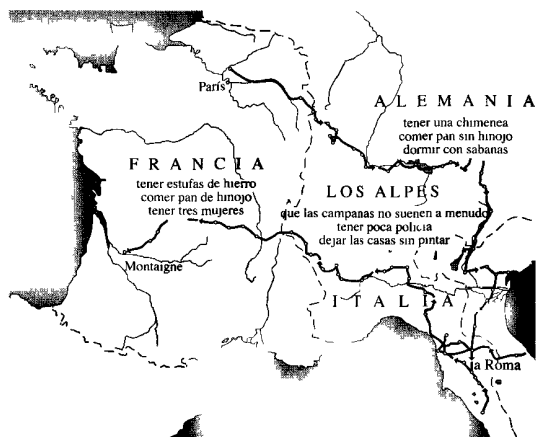 París
ALEMANIA
tener una chimenea
comer pan sin hinojo
dormir con sabanas
FRANCIA
tener estufas de hierro
comer pan de hinojo
tener tres mujeres
LOS ALPES
que las campanas no suenen a menudo
tener poca policia
dejar las casas sin pintar
Montaigne
ITALIA
a Roma